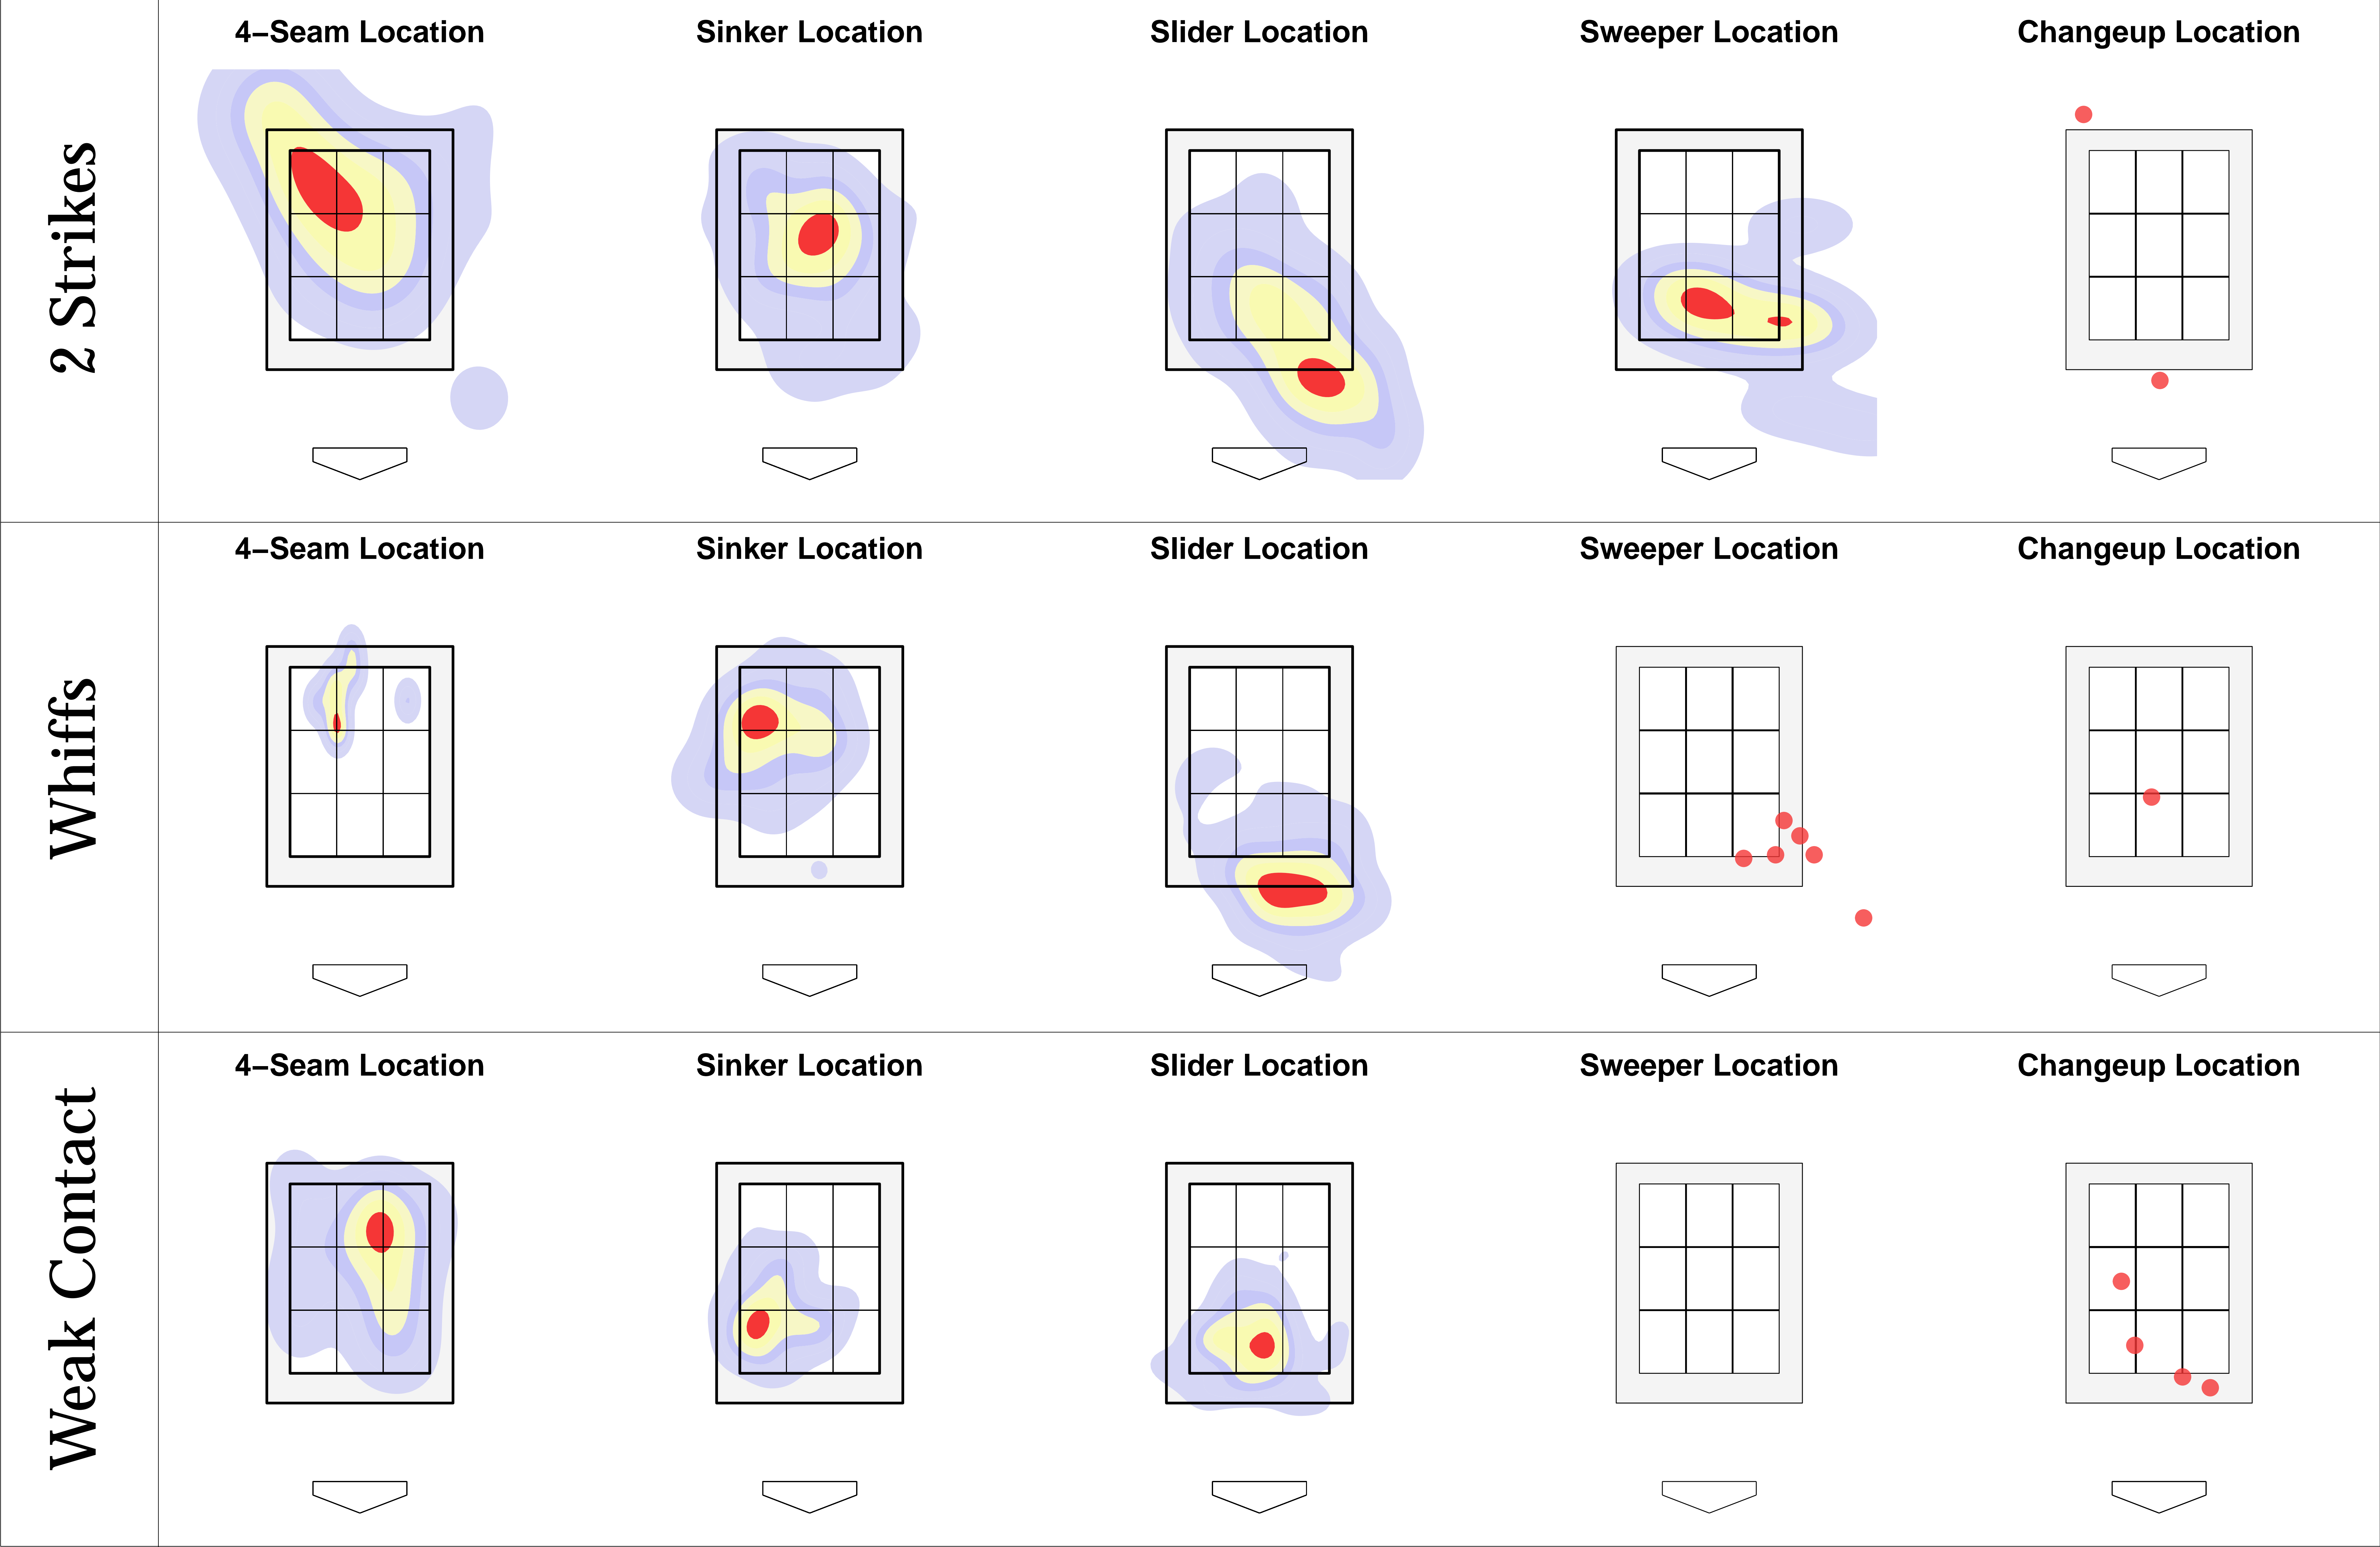 2 Strikes
4–Seam Location
Sinker Location
Slider Location
Sweeper Location
Changeup Location
Whiffs
4–Seam Location
Sinker Location
Slider Location
Sweeper Location
Changeup Location
Weak Contact
4–Seam Location
Sinker Location
Slider Location
Sweeper Location
Changeup Location